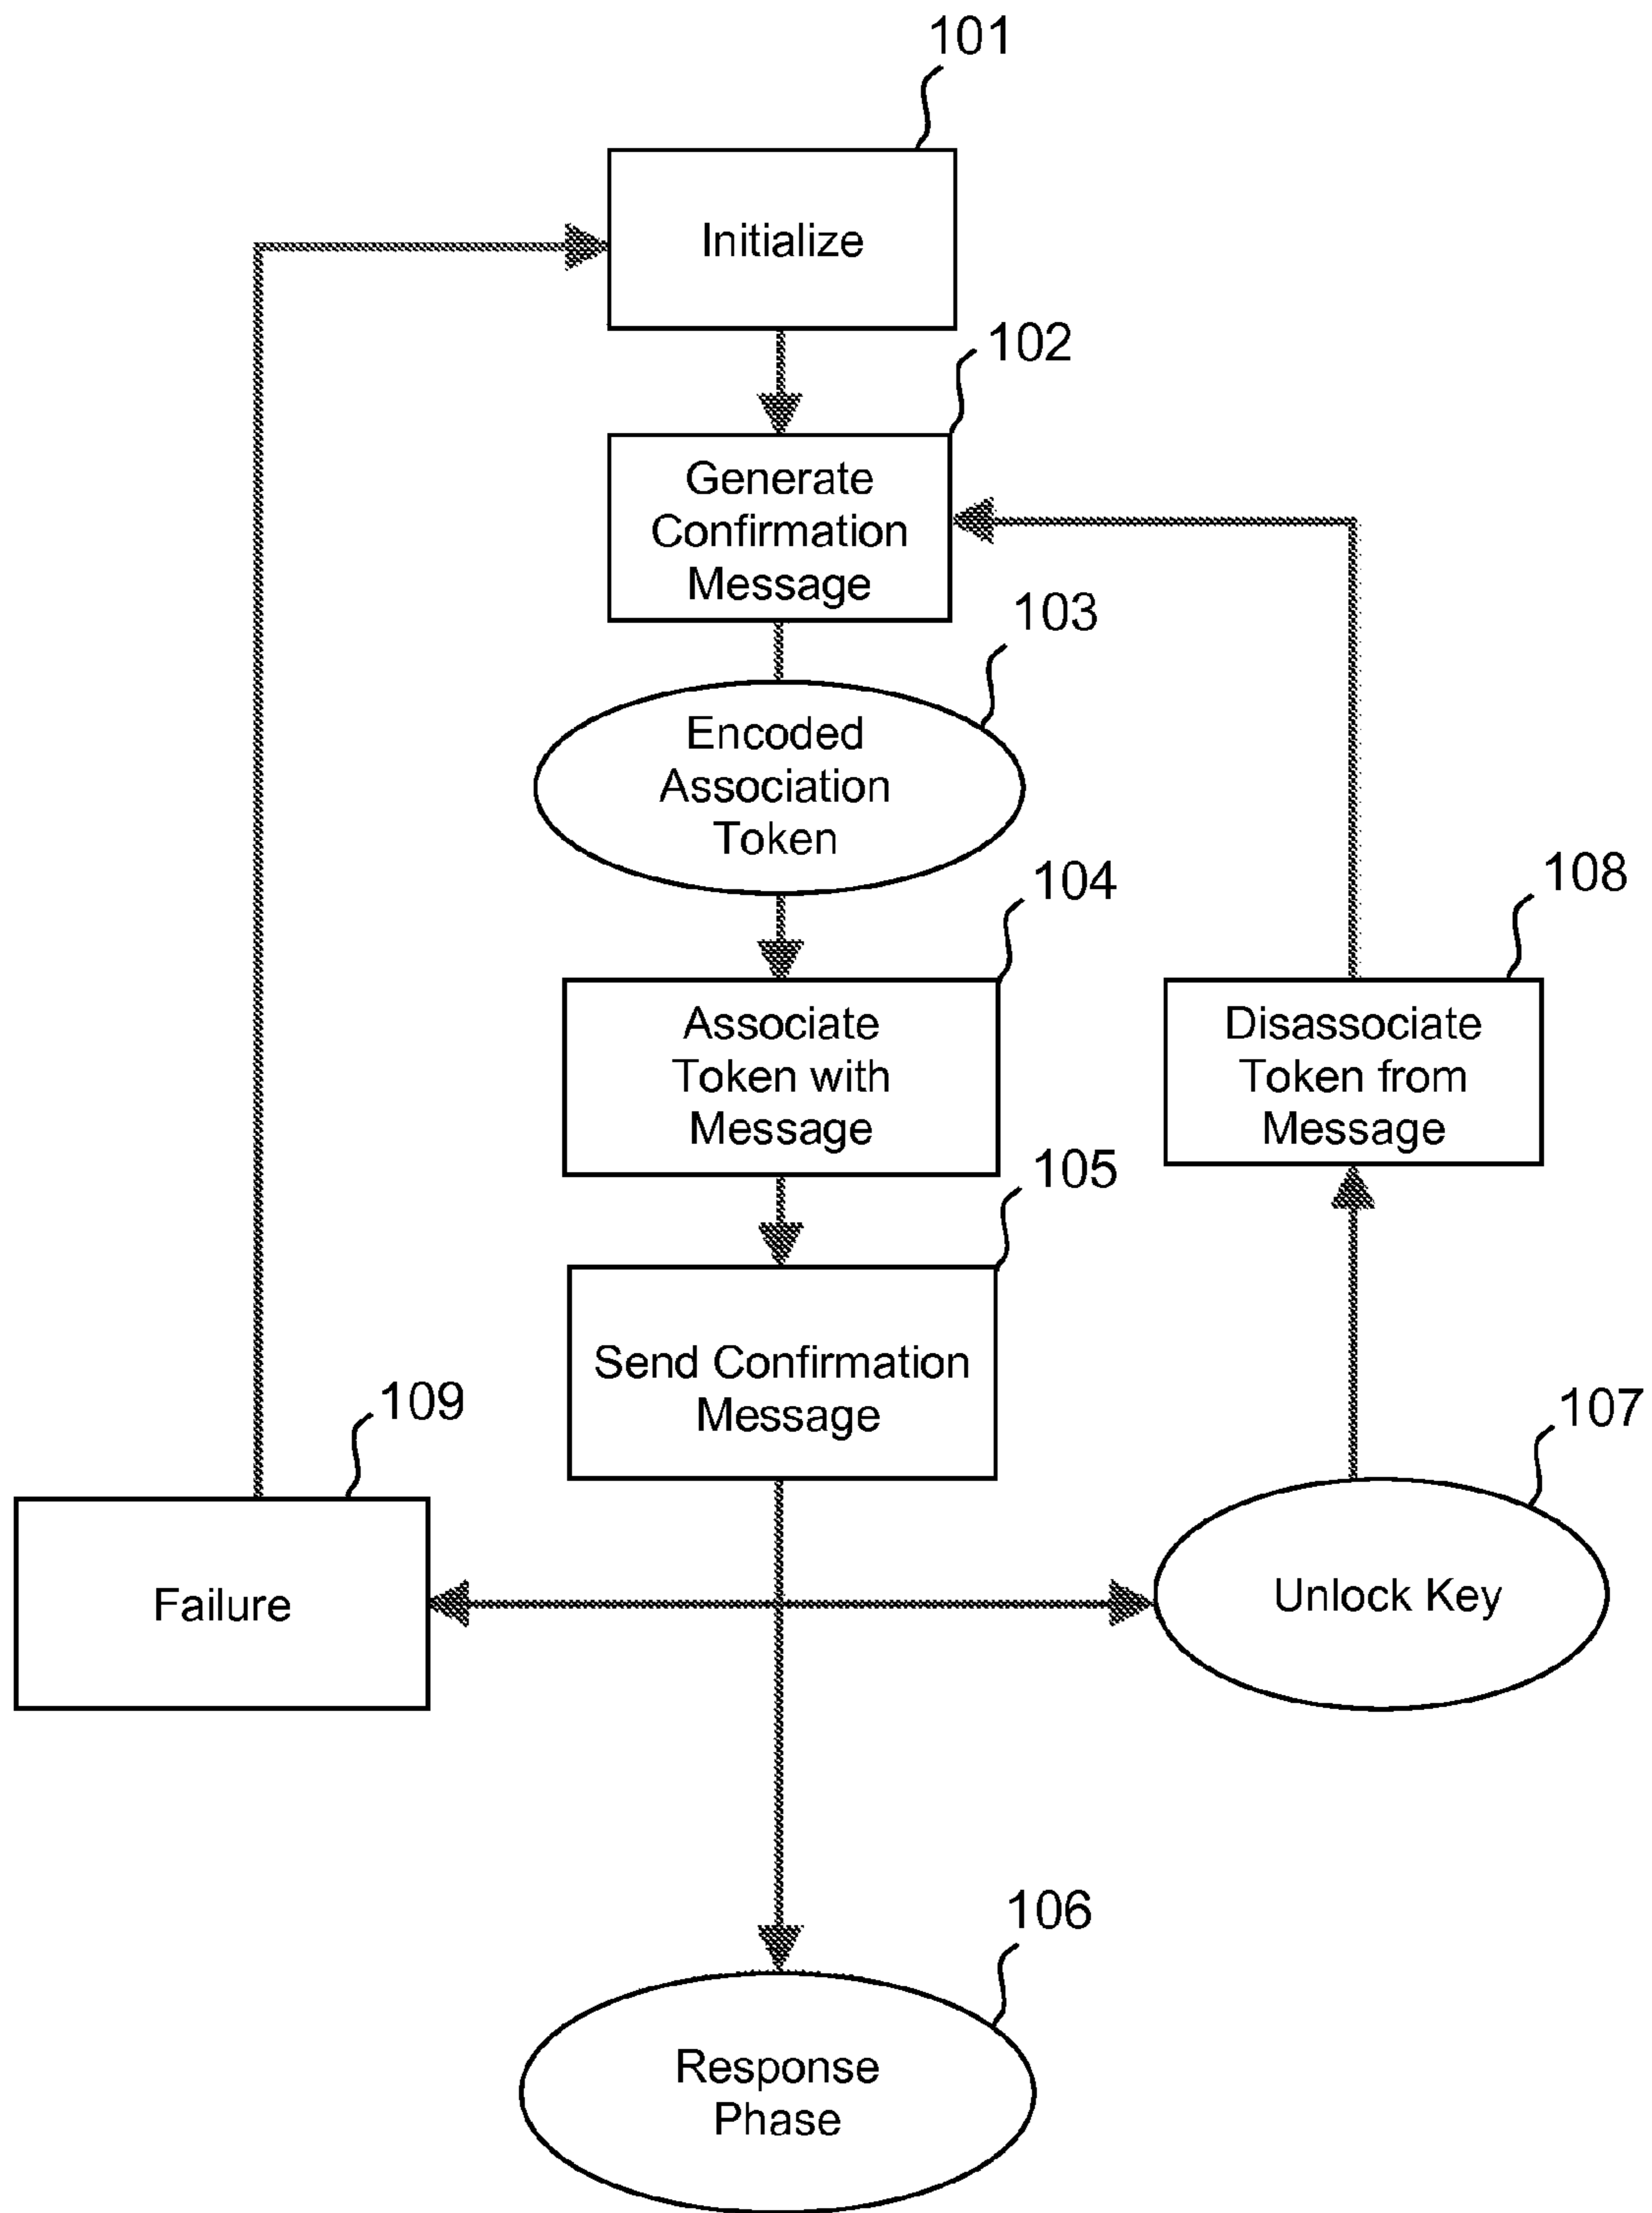 101
Initialize
102
Generate
Confirmation
Message
103
Encoded
Association
Token
104
Associate
Token with
Message
108
Disassociate
Token from
Message
105
Send Confirmation
Message
109
Failure
107
Unlock Key
106
Response
Phase